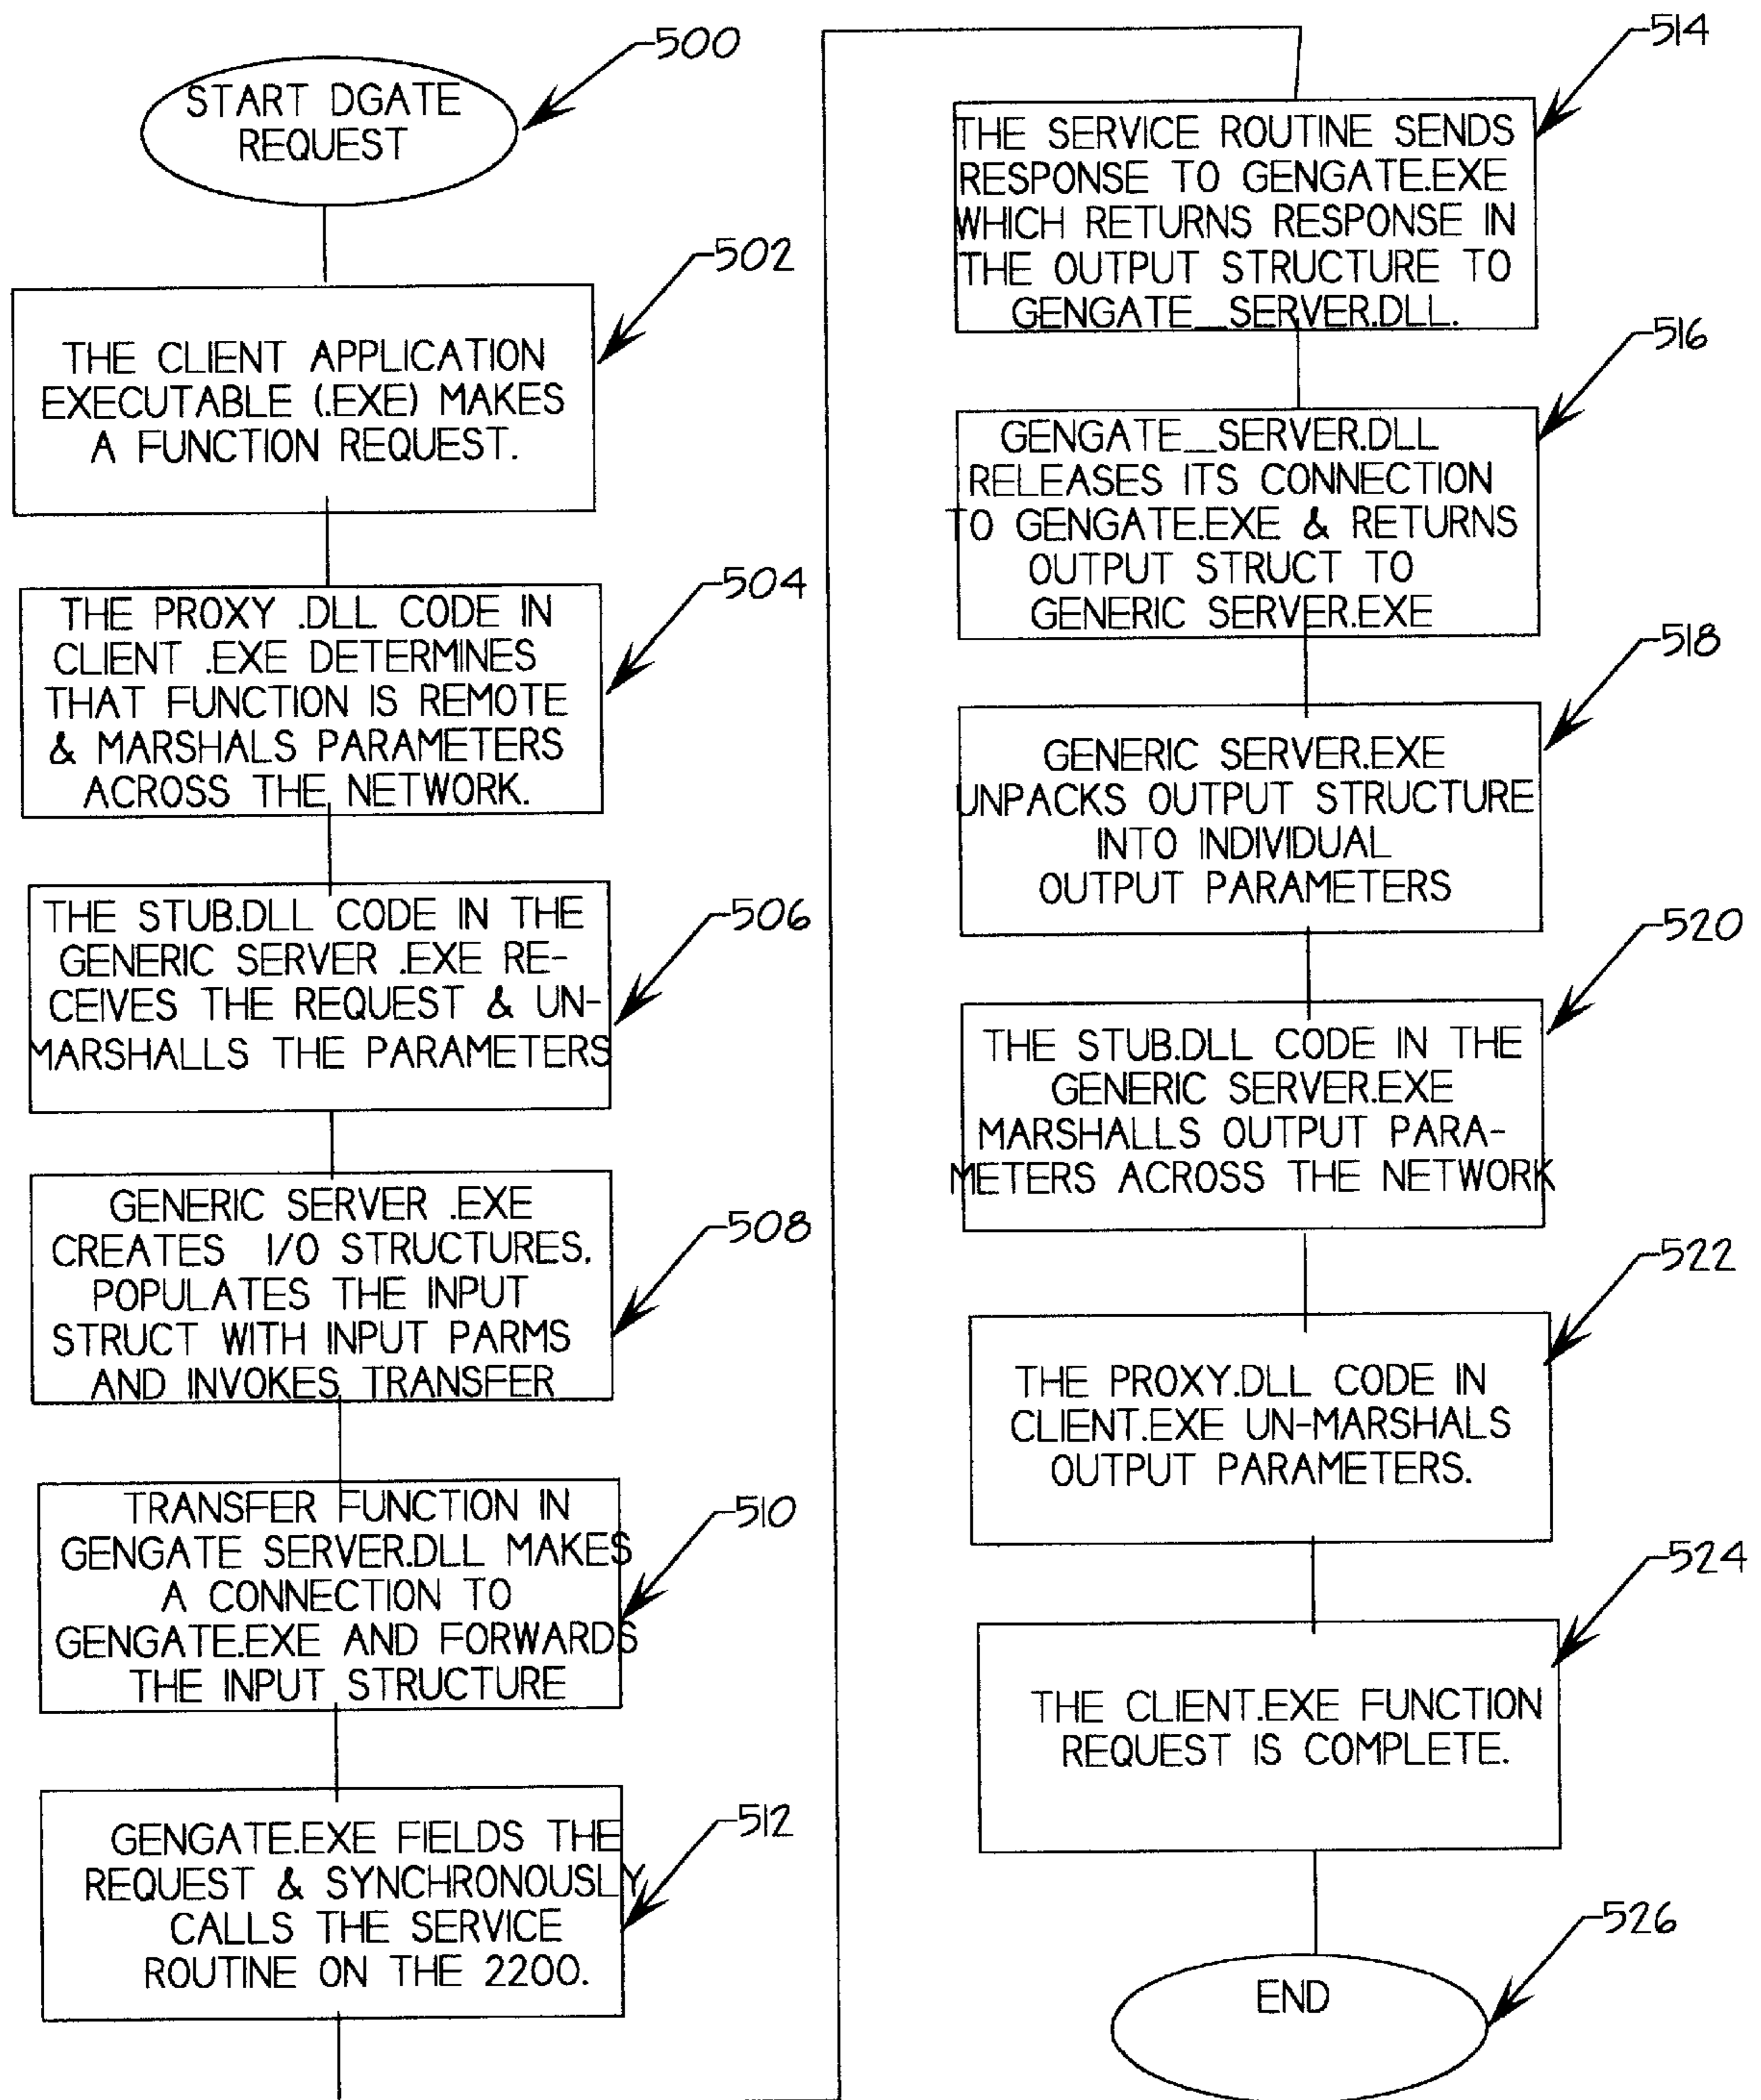 500
START DGATE
REQUEST
502
THE CLIENT APPLICATION
EXECUTABLE (.EXE) MAKES
A FUNCTION REQUEST.
504
THE PROXY .DLL CODE IN
CLIENT .EXE DETERMINES
THAT FUNCTION IS REMOTE
& MARSHALS PARAMETERS
ACROSS THE NETWORK.
506
THE STUB.DLL CODE IN THE
GENERIC SERVER .EXE RE-
CEIVES THE REQUEST & UN-
MARSHALLS THE PARAMETERS
508
GENERIC SERVER .EXE
CREATES I/O STRUCTURES,
POPULATES THE INPUT
STRUCT WITH INPUT PARMS
AND INVOKES TRANSFER
510
TRANSFER FUNCTION IN
GENGATE SERVER.DLL MAKES
A CONNECTION TO
GENGATE.EXE AND FORWARDS
THE INPUT STRUCTURE
512
GENGATE.EXE FIELDS THE
REQUEST & SYNCHRONOUSLY
CALLS THE SERVICE
ROUTINE ON THE 2200.
514
THE SERVICE ROUTINE SENDS
RESPONSE TO GENGATE.EXE
WHICH RETURNS RESPONSE IN
THE OUTPUT STRUCTURE TO
GENGATE_SERVER.DLL.
516
GENGATE_SERVER.DLL
RELEASES ITS CONNECTION
TO GENGATE.EXE & RETURNS
OUTPUT STRUCT TO
GENERIC SERVER.EXE
518
GENERIC SERVER.EXE
UNPACKS OUTPUT STRUCTURE
INTO INDIVIDUAL
OUTPUT PARAMETERS
520
THE STUB.DLL CODE IN THE
GENERIC SERVER.EXE
MARSHALLS OUTPUT PARA-
METERS ACROSS THE NETWORK
522
THE PROXY.DLL CODE IN
CLIENT.EXE UN-MARSHALS
OUTPUT PARAMETERS.
524
THE CLIENT.EXE FUNCTION
REQUEST IS COMPLETE.
526
END